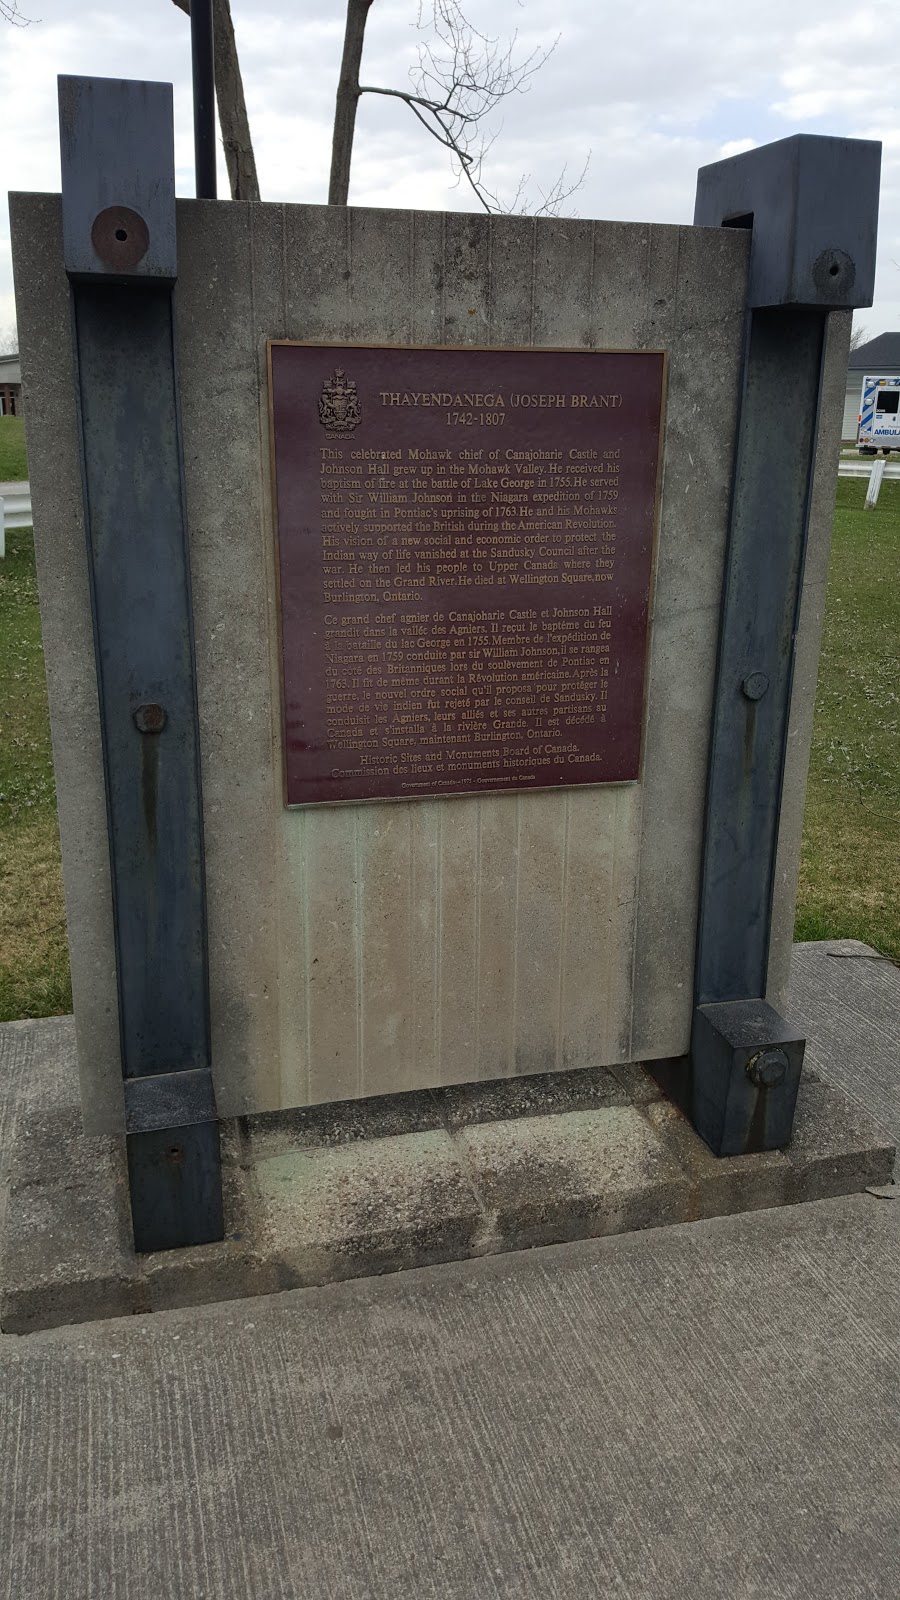 CANADA
THAYENDANEGA (JOSEPH BRANT)
1742-1807
This celebrated Mohawk chief of Canajoharie Castle and
Johnson Hall grew up in the Mohawk Valley. He received his
baptism of fire at the battle of Lake George in 1755. He served
with Sir William Johnson in the Niagara expedition of 1759
and fought in Pontiac's uprising of 1763. He and his Mohawks
actively supported the British during the American Revolution.
His vision of a new social and economic order to protect the
Indian way of life vanished at the Sandusky Council after the
war. He then led his people to Upper Canada where they
settled on the Grand River. He died at Wellington Square, now
Burlington, Ontario.
Ce grand chef agnier de Canajoharie Castle et Johnson Hall
grandit dans la vallée des Agniers. Il reçut le baptême du feu
à la bataille du lac George en 1755. Membre de l'expédition de
Niagara en 1759 conduite par sir William Johnson, il se rangea
du côté des Britanniques lors du soulèvement de Pontiac en
1763. Il fit de même durant la Révolution américaine. Après la
guerre, le nouvel ordre social qu'il proposa pour protéger le
mode de vie indien fut rejeté par le conseil de Sandusky. Il
conduisit les Agniers, leurs alliés et ses autres partisans au
Canada et s'installa à la rivière Grande. Il est décédé à
Wellington Square, maintenant Burlington, Ontario.
Historic Sites and Monuments Board of Canada.
Commission des lieux et monuments historiques du Canada.
Government of Canada - Gouvernement du Canada
AMBUL